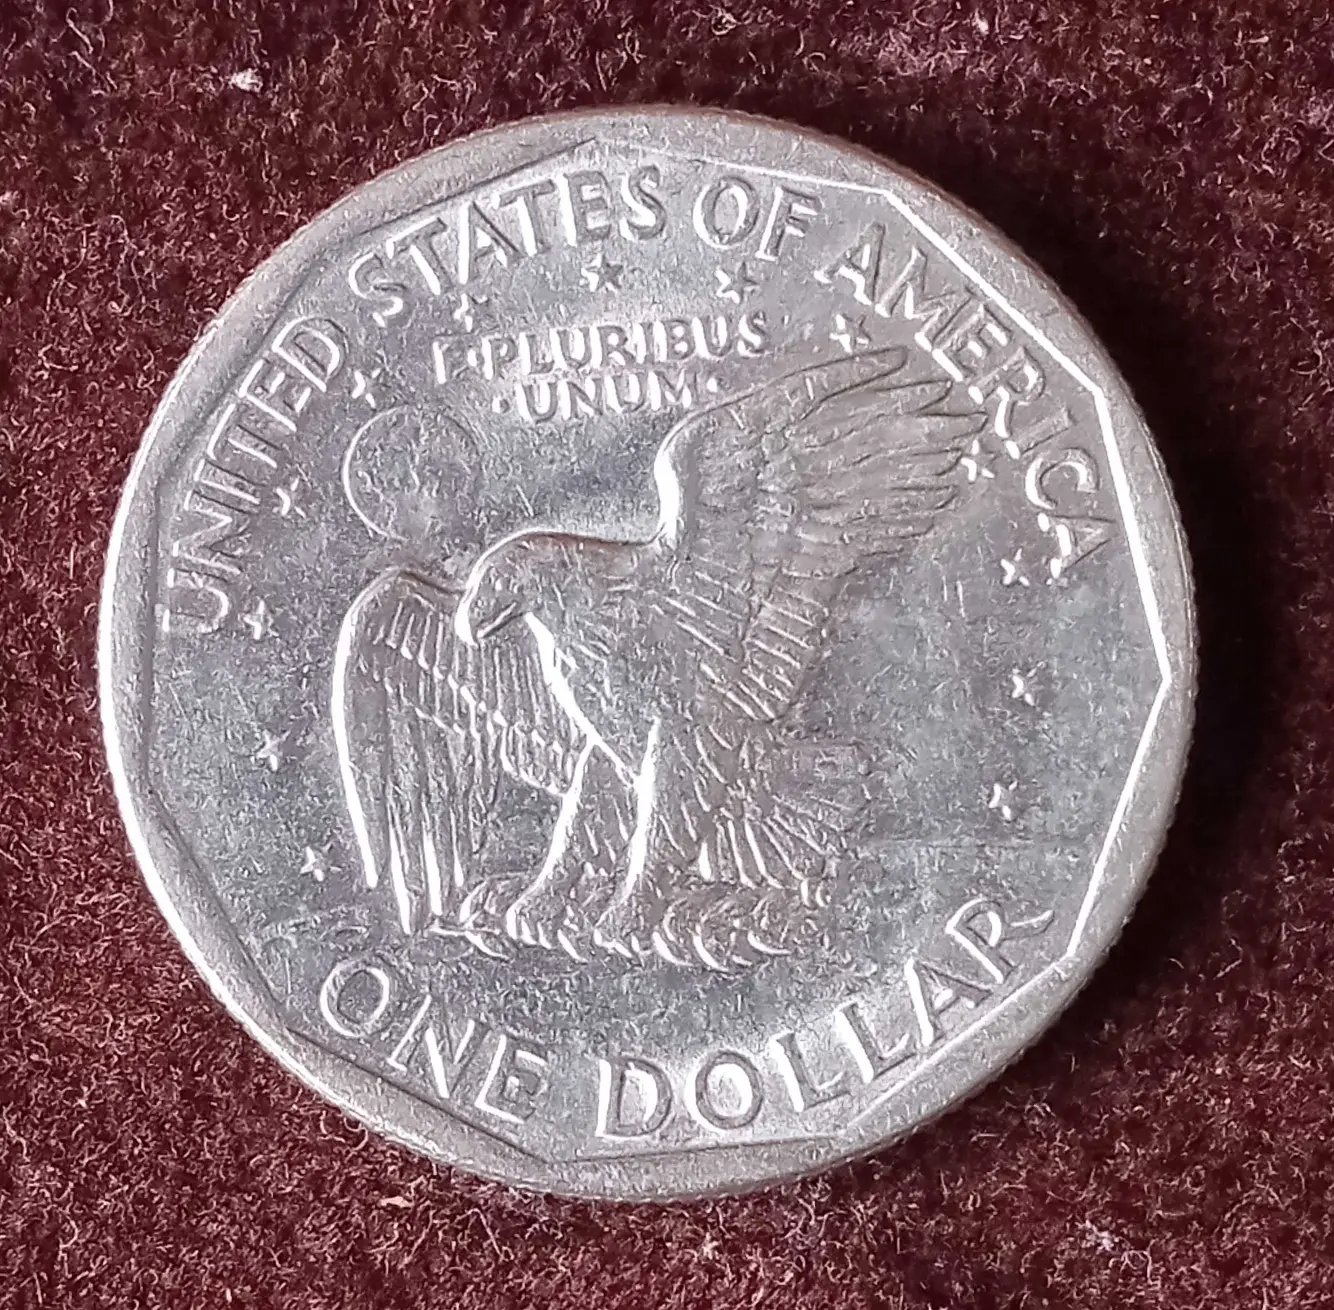 UNITED STATES OF AMERICA
E PLURIBUS
·UNUM·
ONE DOLLAR